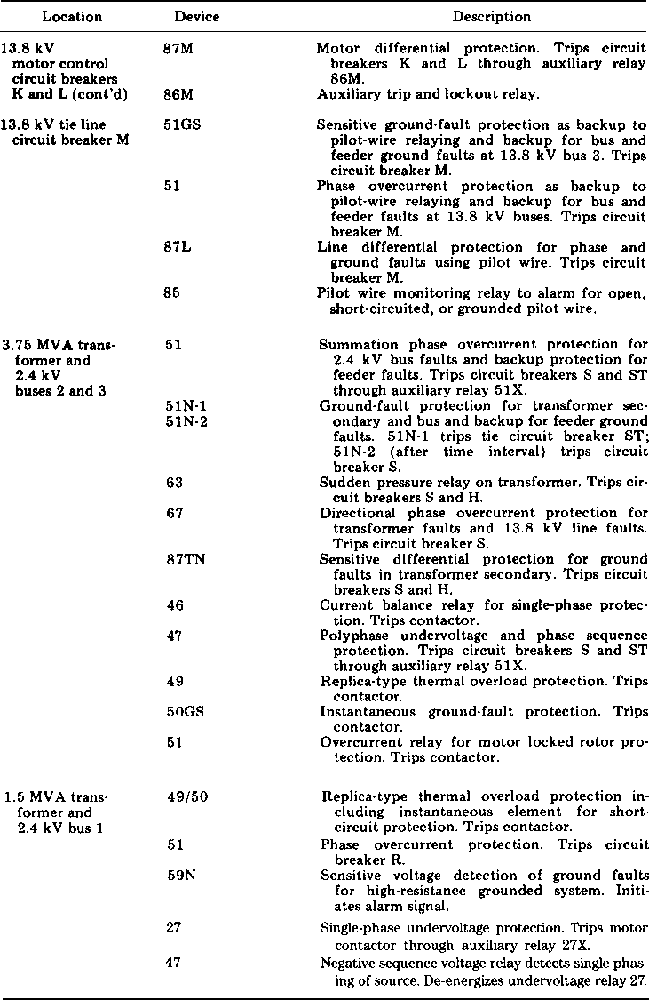 Location Device Description
13.8 kV 87M Motor differential protection. Trips circuit
motor control breakers K and L through auxiliary relay
circuit breakers 86M.
K and L (cont'd) 86M Auxiliary trip and lockout relay.
13.8 kV tie line 51GS Sensitive ground-fault protection as backup to
circuit breaker M pilot-wire relaying and backup for bus and
feeder ground faults at 13.8 kV bus 3. Trips
circuit breaker M.
51 Phase overcurrent protection as backup to
pilot-wire relaying and backup for bus and
feeder faults at 13.8 kV buses. Trips circuit
breaker M.
87L Line differential protection for phase and
ground faults using pilot wire. Trips circuit
breaker M.
85 Pilot wire monitoring relay to alarm for open,
short-circuited, or grounded pilot wire.
3.75 MVA trans- 51 Summation phase overcurrent protection for
former and 2.4 kV bus faults and backup protection for
2.4 kV feeder faults. Trips circuit breakers S and ST
buses 2 and 3 through auxiliary relay 51X.
51N-1 Ground-fault protection for transformer sec-
51N-2 ondary and bus and backup for feeder ground
faults. 51N-1 trips tie circuit breaker ST;
51N-2 (after time interval) trips circuit
breaker S.
63 Sudden pressure relay on transformer. Trips cir-
cuit breakers S and H.
67 Directional phase overcurrent protection for
transformer faults and 13.8 kV line faults.
Trips circuit breaker S.
87TN Sensitive differential protection for ground
faults in transformer secondary. Trips circuit
breakers S and H.
46 Current balance relay for single-phase protec-
tion. Trips contactor.
47 Polyphase undervoltage and phase sequence
protection. Trips circuit breakers S and ST
through auxiliary relay 51X.
49 Replica-type thermal overload protection. Trips
contactor.
50GS Instantaneous ground-fault protection. Trips
contactor.
51 Overcurrent relay for motor locked rotor pro-
tection. Trips contactor.
1.5 MVA trans- 49/50 Replica-type thermal overload protection in-
former and cluding instantaneous element for short-
2.4 kV bus 1 circuit protection. Trips contactor.
51 Phase overcurrent protection. Trips circuit
breaker R.
59N Sensitive voltage detection of ground faults
for high-resistance grounded system. Initi-
ates alarm signal.
27 Single-phase undervoltage protection. Trips motor
contactor through auxiliary relay 27X.
47 Negative sequence voltage relay detects single phas-
ing of source. De-energizes undervoltage relay 27.